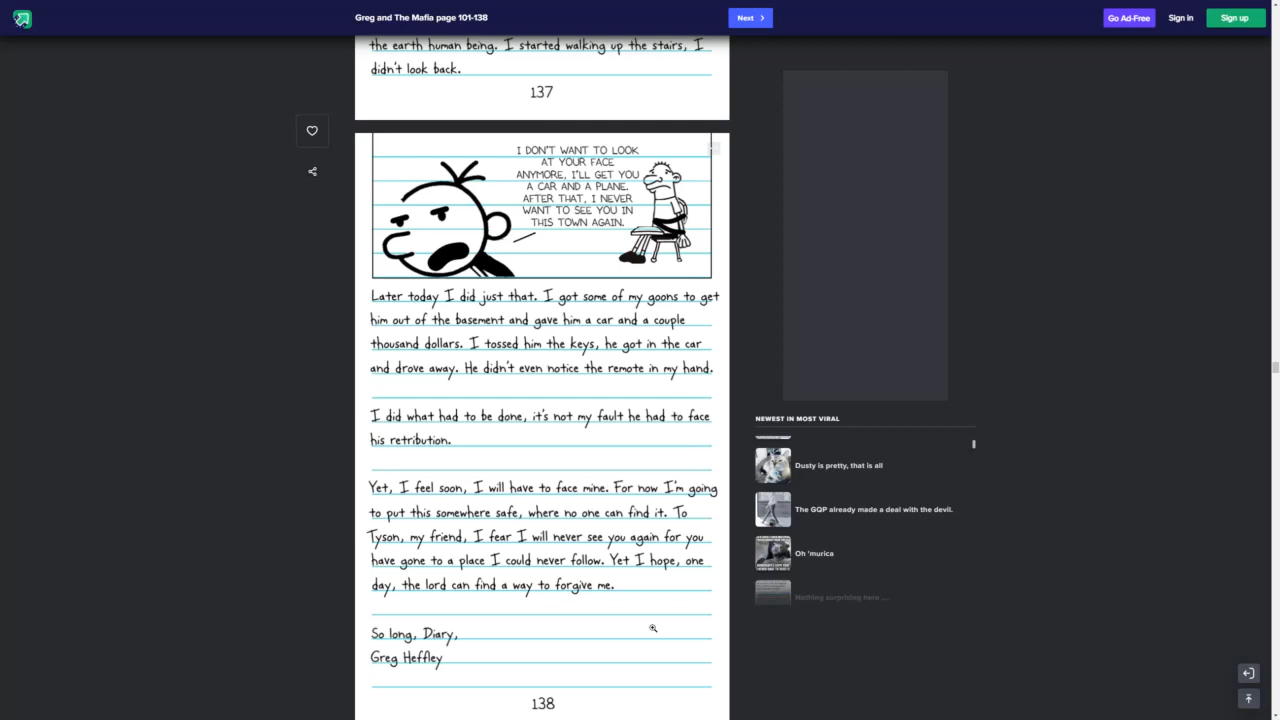 Greg and The Mafia page 101-138
Next
Go Ad-Free
Sign in
Sign up
the earth human being. I started walking up the stairs, I
didn't look back.
137
I DON'T WANT TO LOOK
AT YOUR FACE
ANYMORE, I'LL GET YOU
A CAR AND A PLANE.
AFTER THAT, I NEVER
WANT TO SEE YOU IN
THIS TOWN AGAIN.
Later today I did just that. I got some of my goons to get
him out of the basement and gave him a car and a couple
thousand dollars. I tossed him the keys, he got in the car
and drove away. He didn't even notice the remote in my hand.
I did what had to be done, it's not my fault he had to face
his retribution.
Yet, I feel soon, I will have to face mine. For now I'm going
to put this somewhere safe, where no one can find it. To
Tyson, my friend, I fear I will never see you again for you
have gone to a place I could never follow. Yet I hope, one
day, the lord can find a way to forgive me.
So long, Diary,
Greg Heffley
138
NEWEST IN MOST VIRAL
Dusty is pretty, that is all
The GQP already made a deal with the devil.
Oh 'murica
Nothing surprising here ....